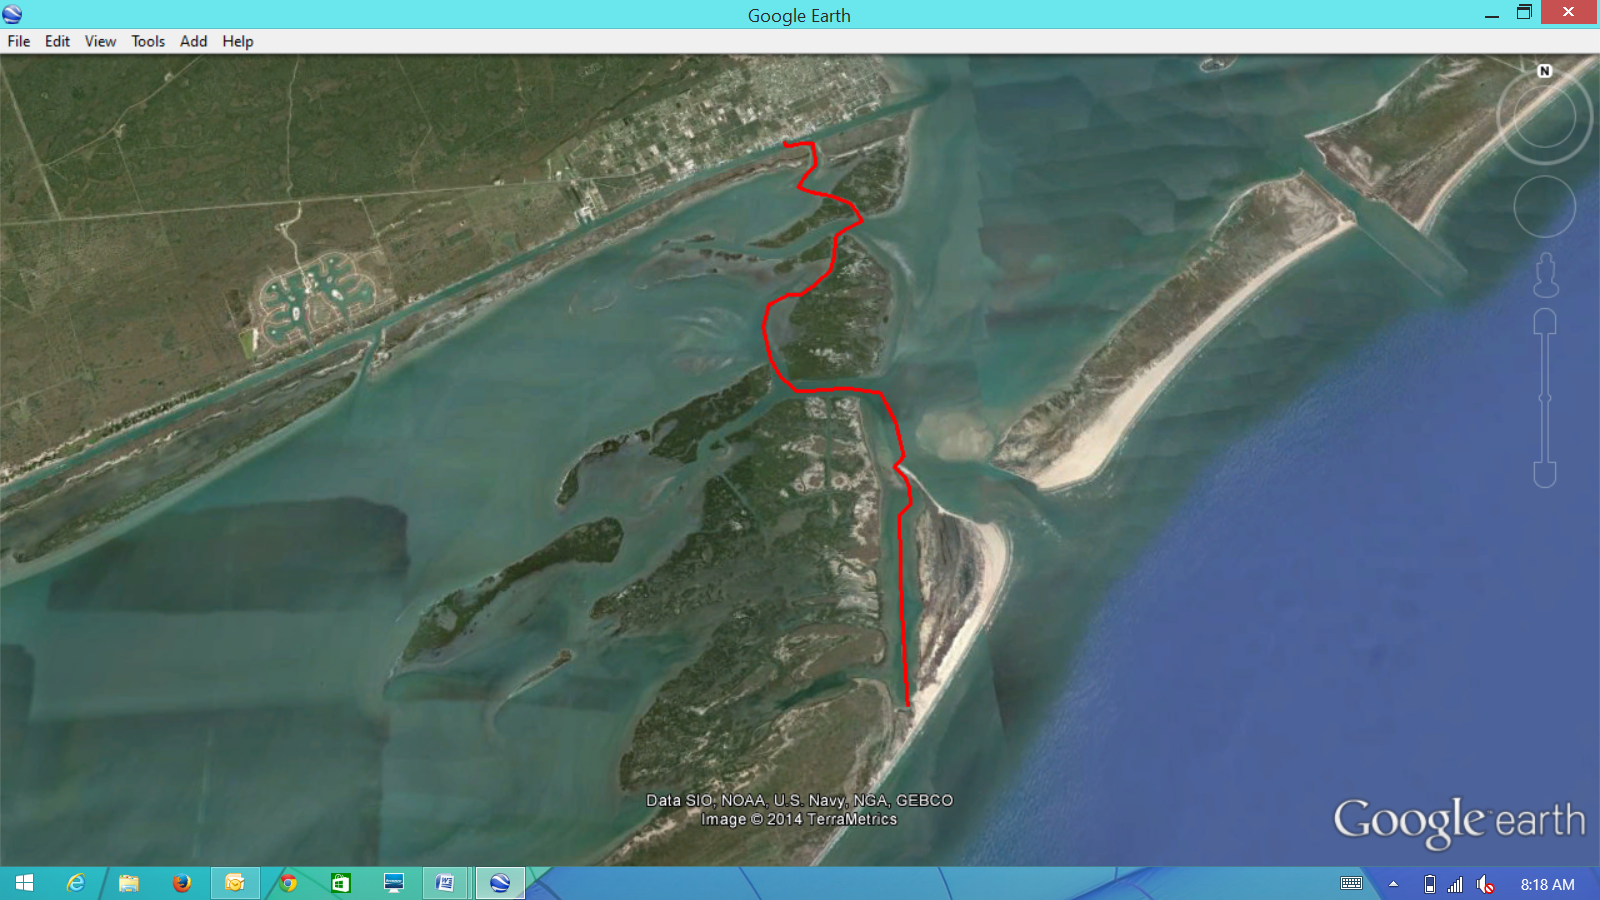 Google Earth
File Edit View Tools Add Help
N
Data SIO, NOAA, U.S. Navy, NGA, GEBCO
Image © 2014 TerraMetrics
Google earth
8:18 AM